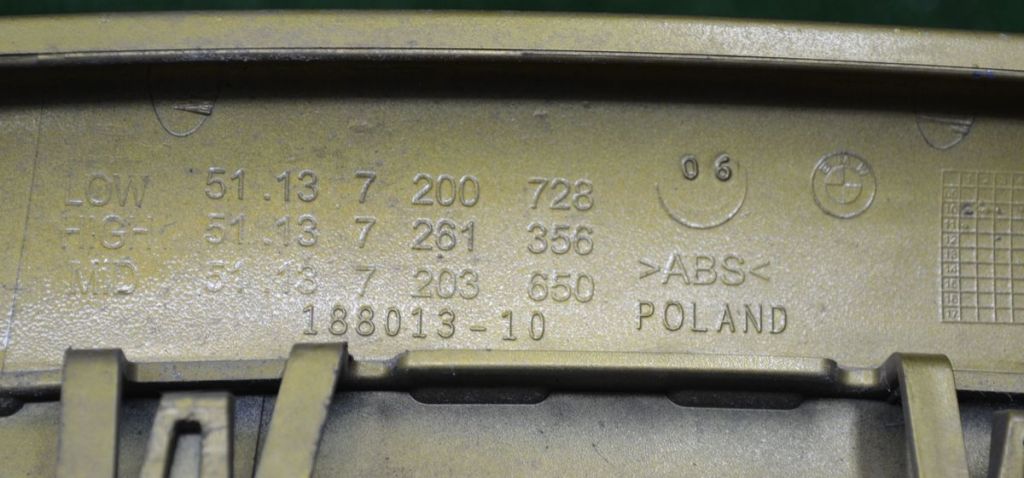 LOW 51.13 7 200 728
HIGH 51.13 7 261 356
MID 51.13 7 203 650
188013-10
06
BMW
>ABS<
POLAND